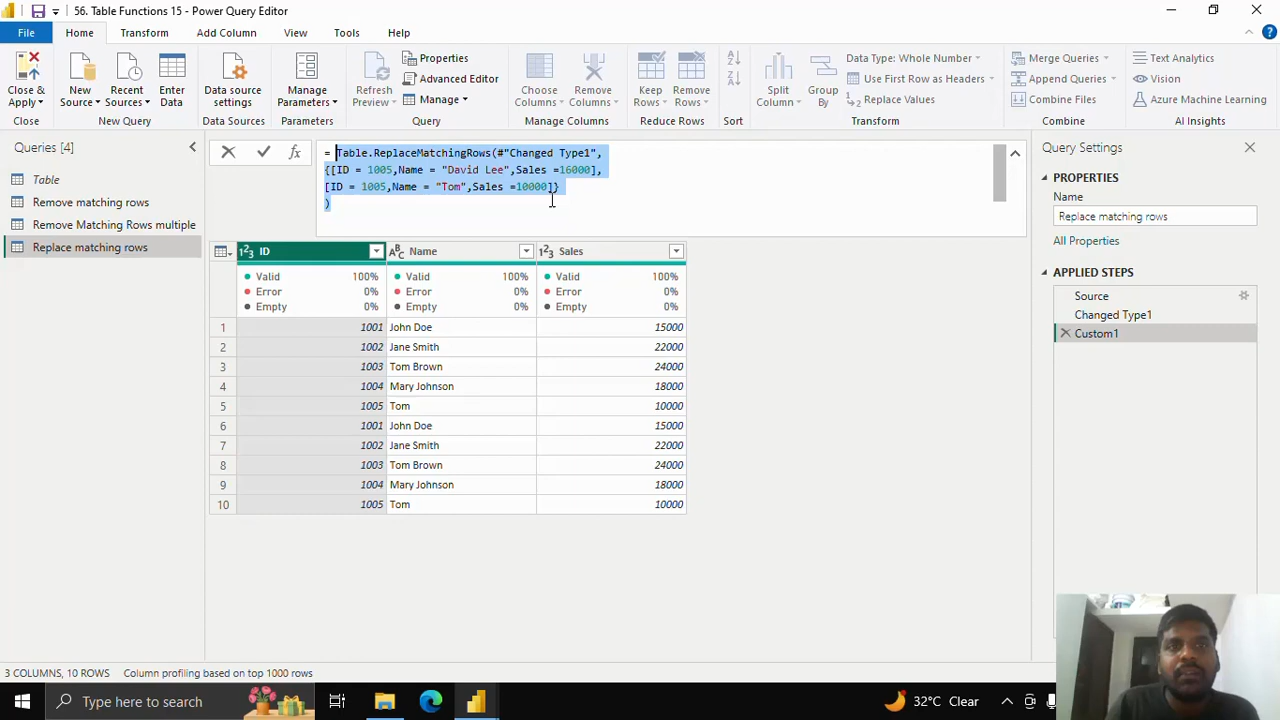 56. Table Functions 15 - Power Query Editor
File Home Transform Add Column View Tools Help
Close & Apply
New Source
Recent Sources
Enter Data
Data source settings
Manage Parameters
Refresh Preview
Properties
Advanced Editor
Manage
Choose Columns
Remove Columns
Keep Rows
Remove Rows
Split Column
Group By
Data Type: Whole Number
Use First Row as Headers
Replace Values
Merge Queries
Append Queries
Combine Files
Text Analytics
Vision
Azure Machine Learning
Close New Query Data Sources Parameters Query Manage Columns Reduce Rows Sort Transform Combine AI Insights
Queries [4]
Table
Remove matching rows
Remove Matching Rows multiple
Replace matching rows
= Table.ReplaceMatchingRows(#"Changed Type1",
{[ID = 1005,Name = "David Lee",Sales =16000],
[ID = 1005,Name = "Tom",Sales =10000]}
)
ID Name Sales
Valid 100% Valid 100% Valid 100%
Error 0% Error 0% Error 0%
Empty 0% Empty 0% Empty 0%
1 1001 John Doe 15000
2 1002 Jane Smith 22000
3 1003 Tom Brown 24000
4 1004 Mary Johnson 18000
5 1005 Tom 10000
6 1001 John Doe 15000
7 1002 Jane Smith 22000
8 1003 Tom Brown 24000
9 1004 Mary Johnson 18000
10 1005 Tom 10000
Query Settings
PROPERTIES
Name
Replace matching rows
All Properties
APPLIED STEPS
Source
Changed Type1
Custom1
3 COLUMNS, 10 ROWS Column profiling based on top 1000 rows
Type here to search
32°C Clear